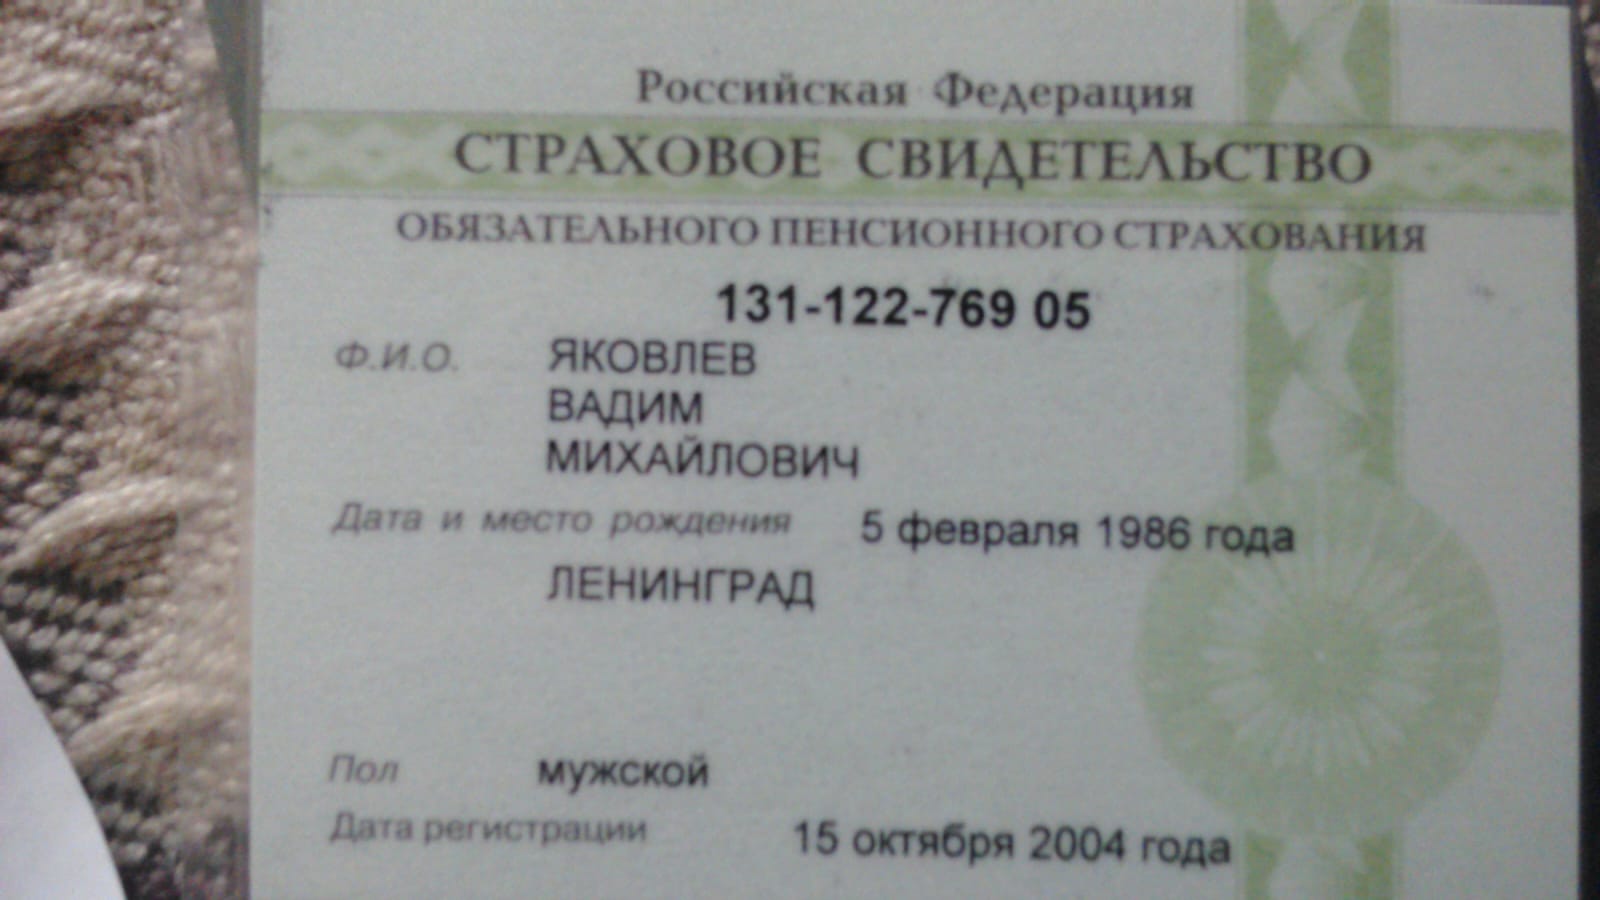 Российская Федерация
СТРАХОВОЕ СВИДЕТЕЛЬСТВО
ОБЯЗАТЕЛЬНОГО ПЕНСИОННОГО СТРАХОВАНИЯ
131-122-769 05
Ф.И.О. ЯКОВЛЕВ
ВАДИМ
МИХАЙЛОВИЧ
Дата и место рождения 5 февраля 1986 года
ЛЕНИНГРАД
Пол мужской
Дата регистрации 15 октября 2004 года